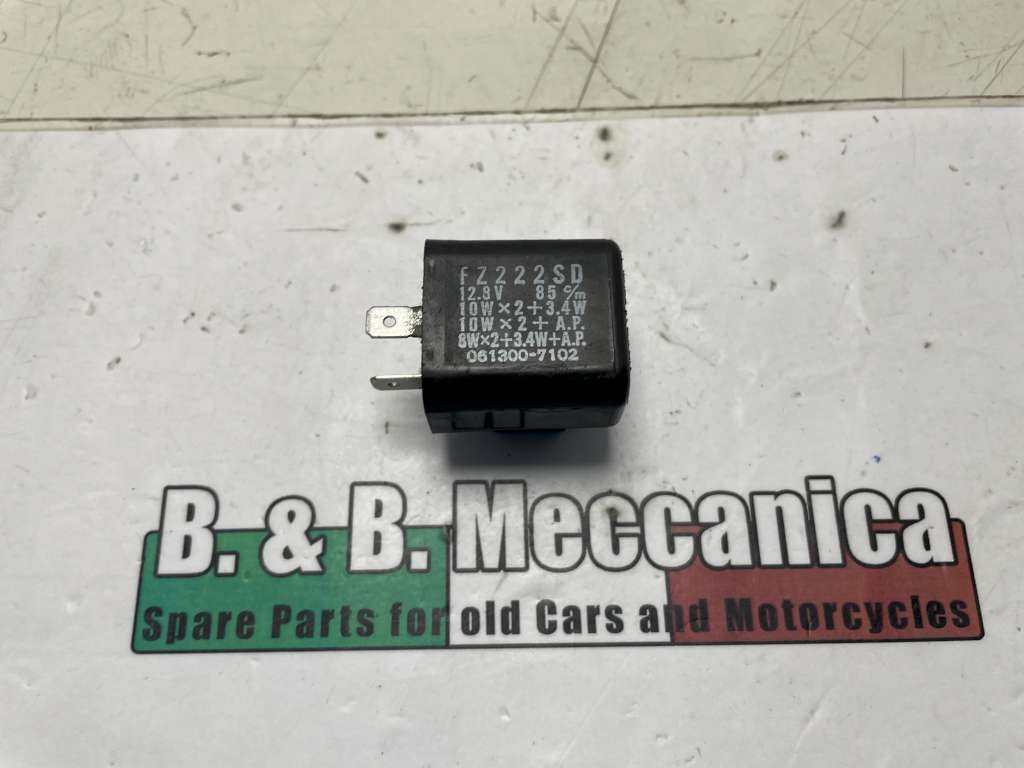 FZ222SD
12.8V 85 c/m
10W×2+3.4W
10W×2+A.P.
8W×2+3.4W+A.P.
061300-7102
B. & B. Meccanica
Spare Parts for old Cars and Motorcycles